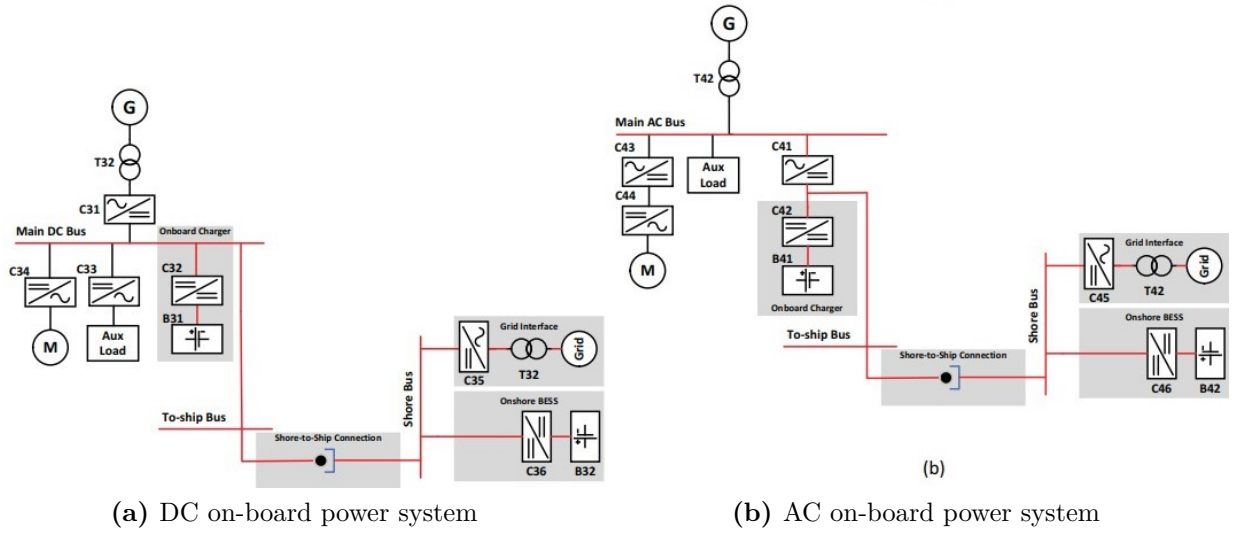 G
T32
C31
Main DC Bus
Onboard Charger
C34
C33
C32
B31
M
Aux
Load
Grid Interface
Grid
C35
T32
Shore Bus
Onshore BESS
C36
B32
To-ship Bus
Shore-to-Ship Connection
(a) DC on-board power system
G
T42
Main AC Bus
C43
C41
Aux
Load
C44
C42
M
B41
Onboard Charger
Grid Interface
Grid
C45
T42
Shore Bus
Onshore BESS
C46
B42
To-ship Bus
Shore-to-Ship Connection
(b)
(b) AC on-board power system